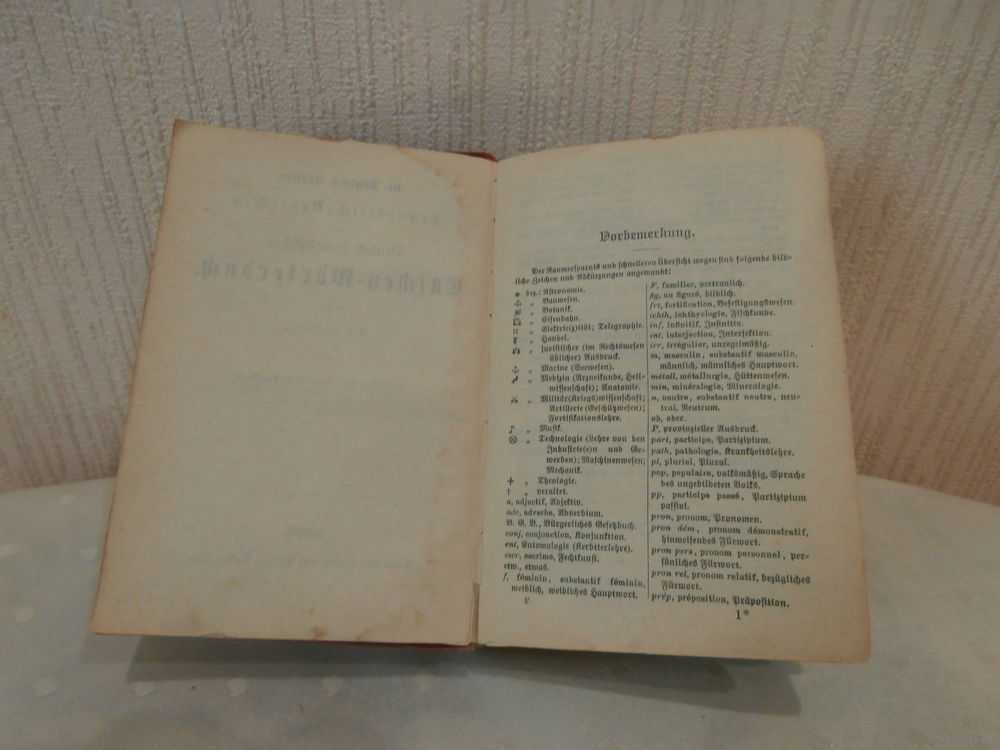 Vorbemerkung.
Der Raumersparnis und schnelleren Übersicht wegen sind folgende bild-
liche Zeichen und Abkürzungen angewandt:
* bez.: Astronomie.
„ Bauwesen.
„ Botanik.
„ Eisenbahn.
„ Elektric(z)ität; Telegraphie.
„ Handel.
„ juristischer (im Rechtswesen
üblicher) Ausdruck.
⚓ „ Marine (Seewesen).
„ Medizin (Arzneikunde, Heil-
wissenschaft); Anatomie.
⚔ „ Militär(Kriegs)wissenschaft;
Artillerie (Geschützwesen);
Fortifikationslehre.
♪ „ Musik.
⊗ „ Technologie (Lehre von den
Industrie(e)n und Ge-
werben); Maschinenwesen;
Mechanik.
+ „ Theologie.
† „ veraltet.
a, adjectif, Adjektiv.
adv, adverbe, Adverbium.
B. G. B., Bürgerliches Gesetzbuch.
conj, conjonction, Konjunktion.
ent, Entomologie (Kerbtierlehre).
escr, escrime, Fechtkunst.
etw., etwas.
f, féminin, substantif féminin,
weiblich, weibliches Hauptwort.
F, familier, vertraulich.
fig, au figuré, bildlich.
frt, fortification, Befestigungswesen.
ichth, ichthyologie, Fischkunde.
inf, infinitif, Infinitiv.
int, interjection, Interjektion.
irr, irrégulier, unregelmäßig.
m, masculin, substantif masculin,
männlich, männliches Hauptwort.
métall, métallurgie, Hüttenwesen.
min, minéralogie, Mineralogie.
n, neutre, substantif neutre, neu-
tral, Neutrum.
od, oder.
P, provinzieller Ausdruck.
part, participe, Partizipium.
path, pathologie, Krankheitslehre.
pl, pluriel, Plural.
pop, populaire, volksmäßig, Sprache
des ungebildeten Volks.
pp, participe passé, Partizipium
passivi.
pron, pronom, Pronomen.
pron dém, pronom démonstratif,
hinweisendes Fürwort.
pron pers, pronom personnel, per-
sönliches Fürwort.
pron rel, pronom relatif, bezügliches
Fürwort.
prép, préposition, Präposition.
V
1*